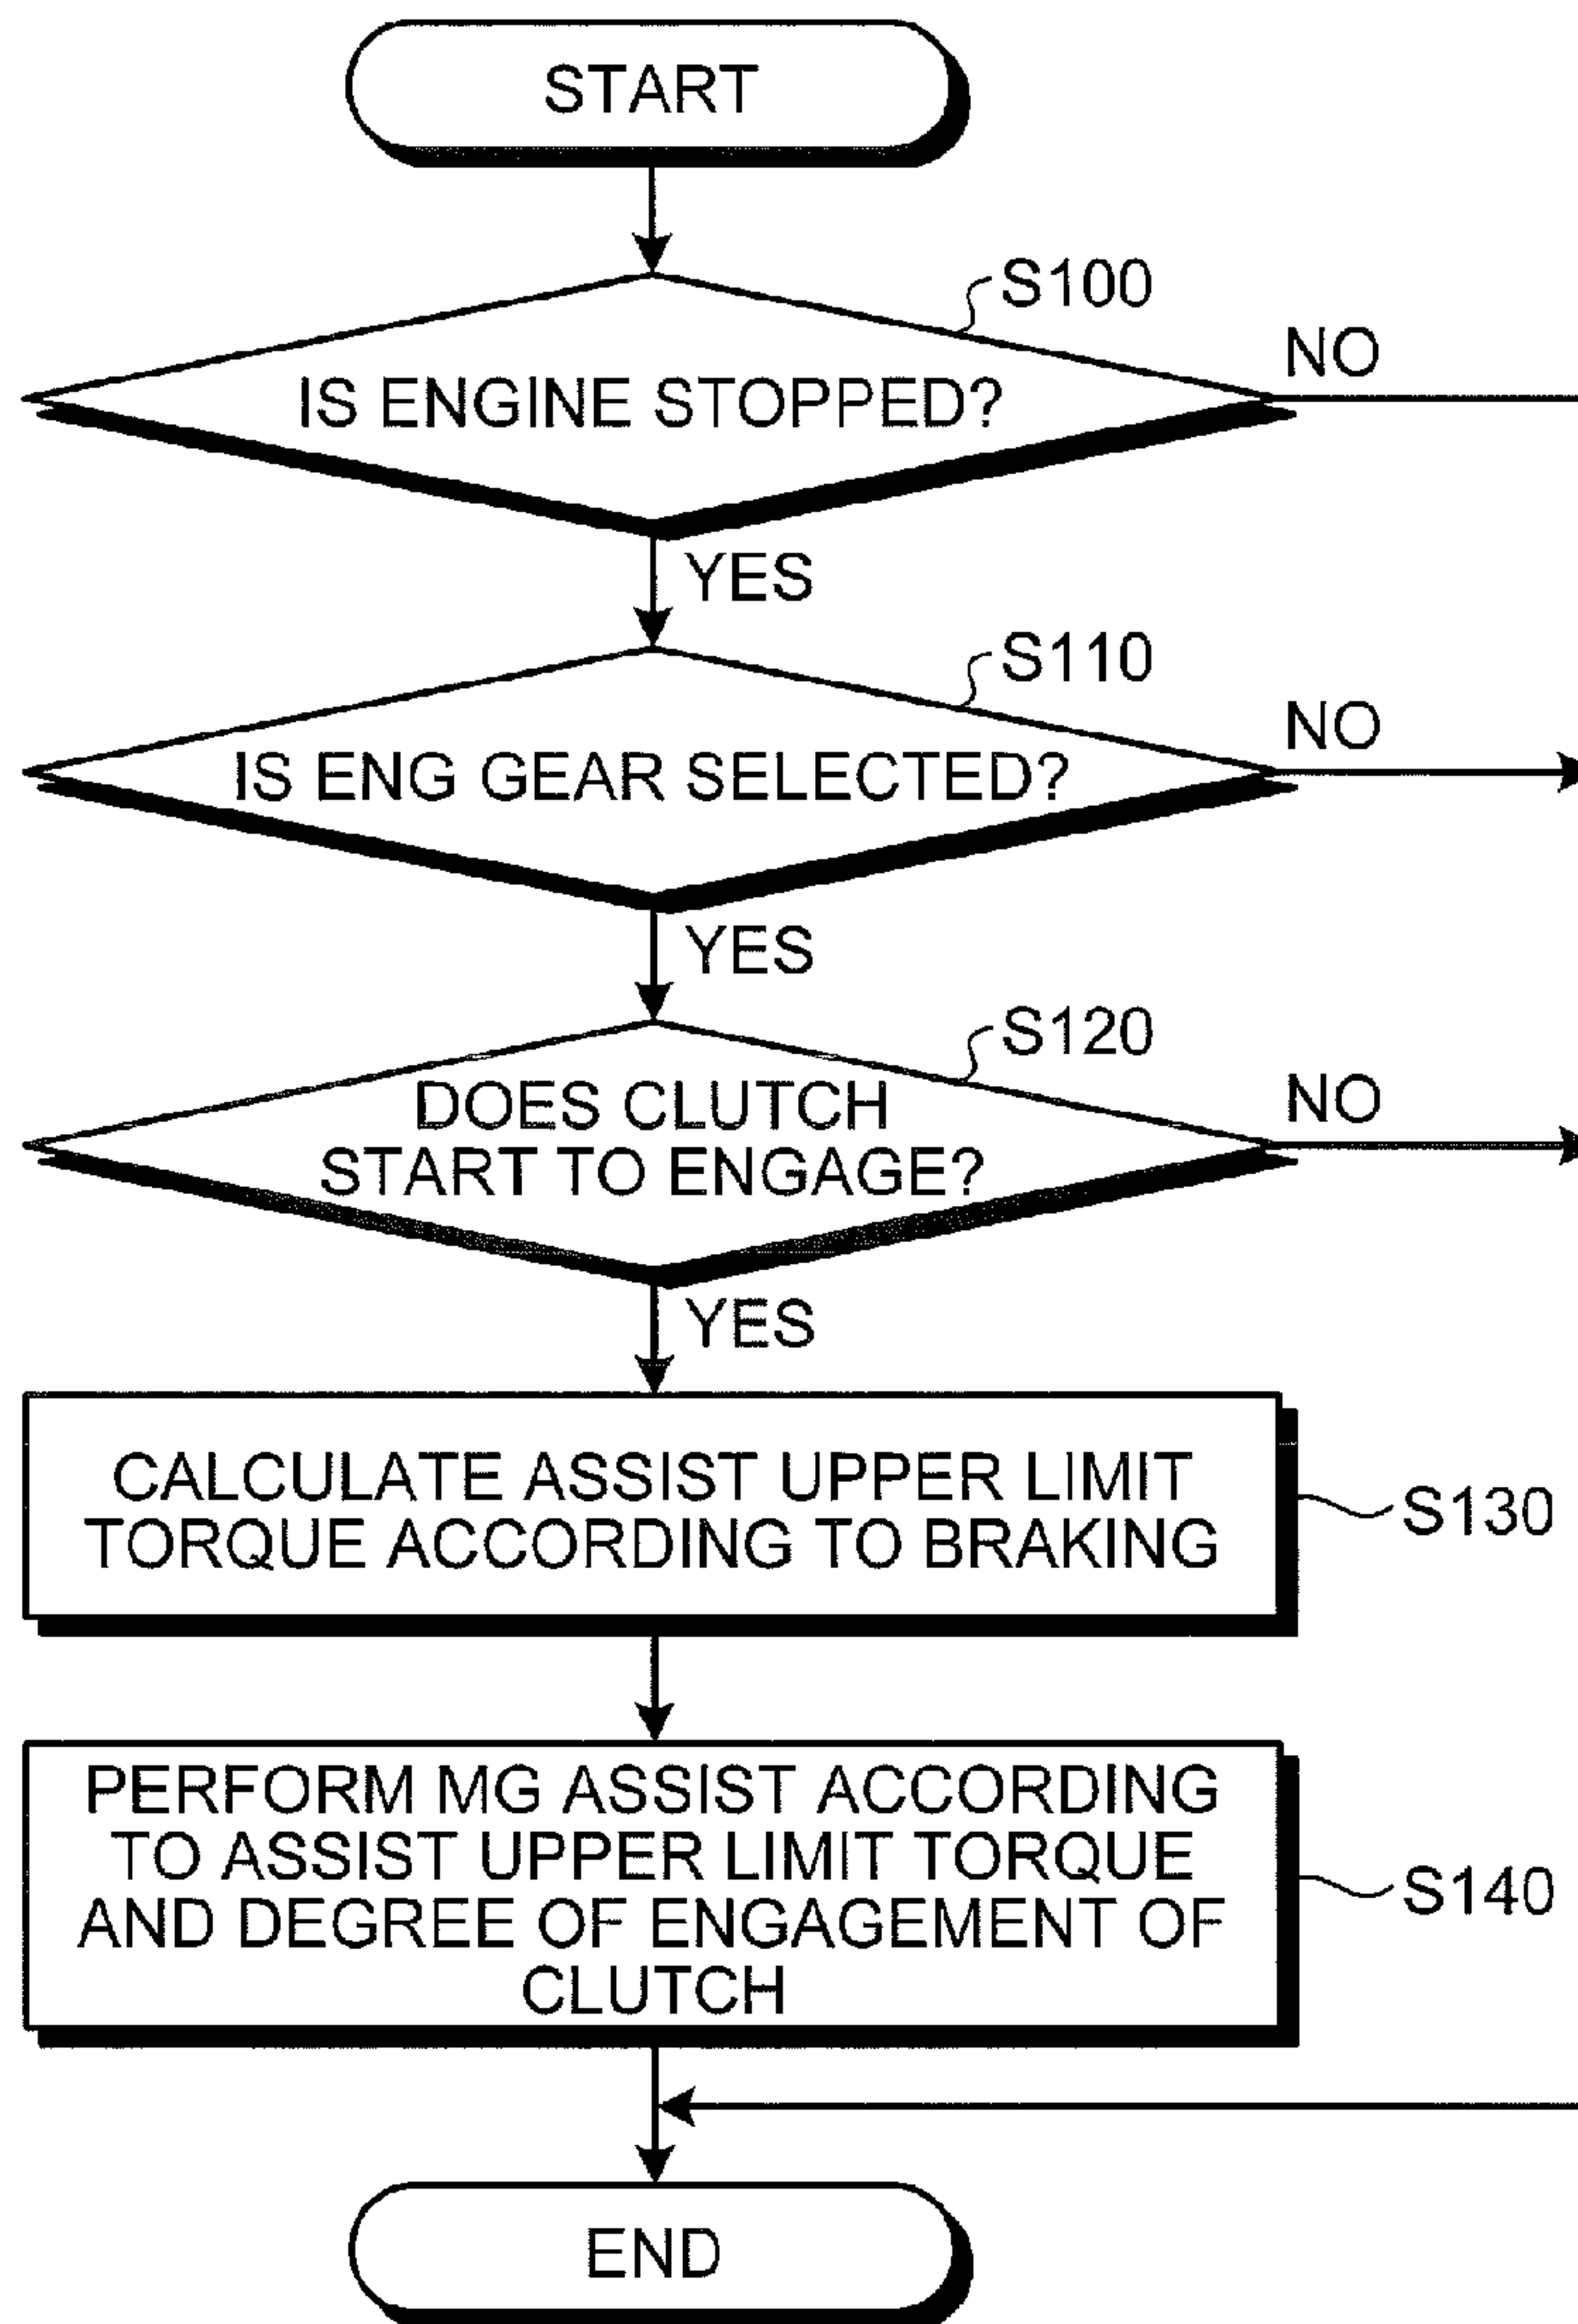 START
S100
NO
IS ENGINE STOPPED?
YES
S110
NO
IS ENG GEAR SELECTED?
YES
S120
NO
DOES CLUTCH
START TO ENGAGE?
YES
CALCULATE ASSIST UPPER LIMIT
TORQUE ACCORDING TO BRAKING
S130
PERFORM MG ASSIST ACCORDING
TO ASSIST UPPER LIMIT TORQUE
AND DEGREE OF ENGAGEMENT OF
CLUTCH
S140
END